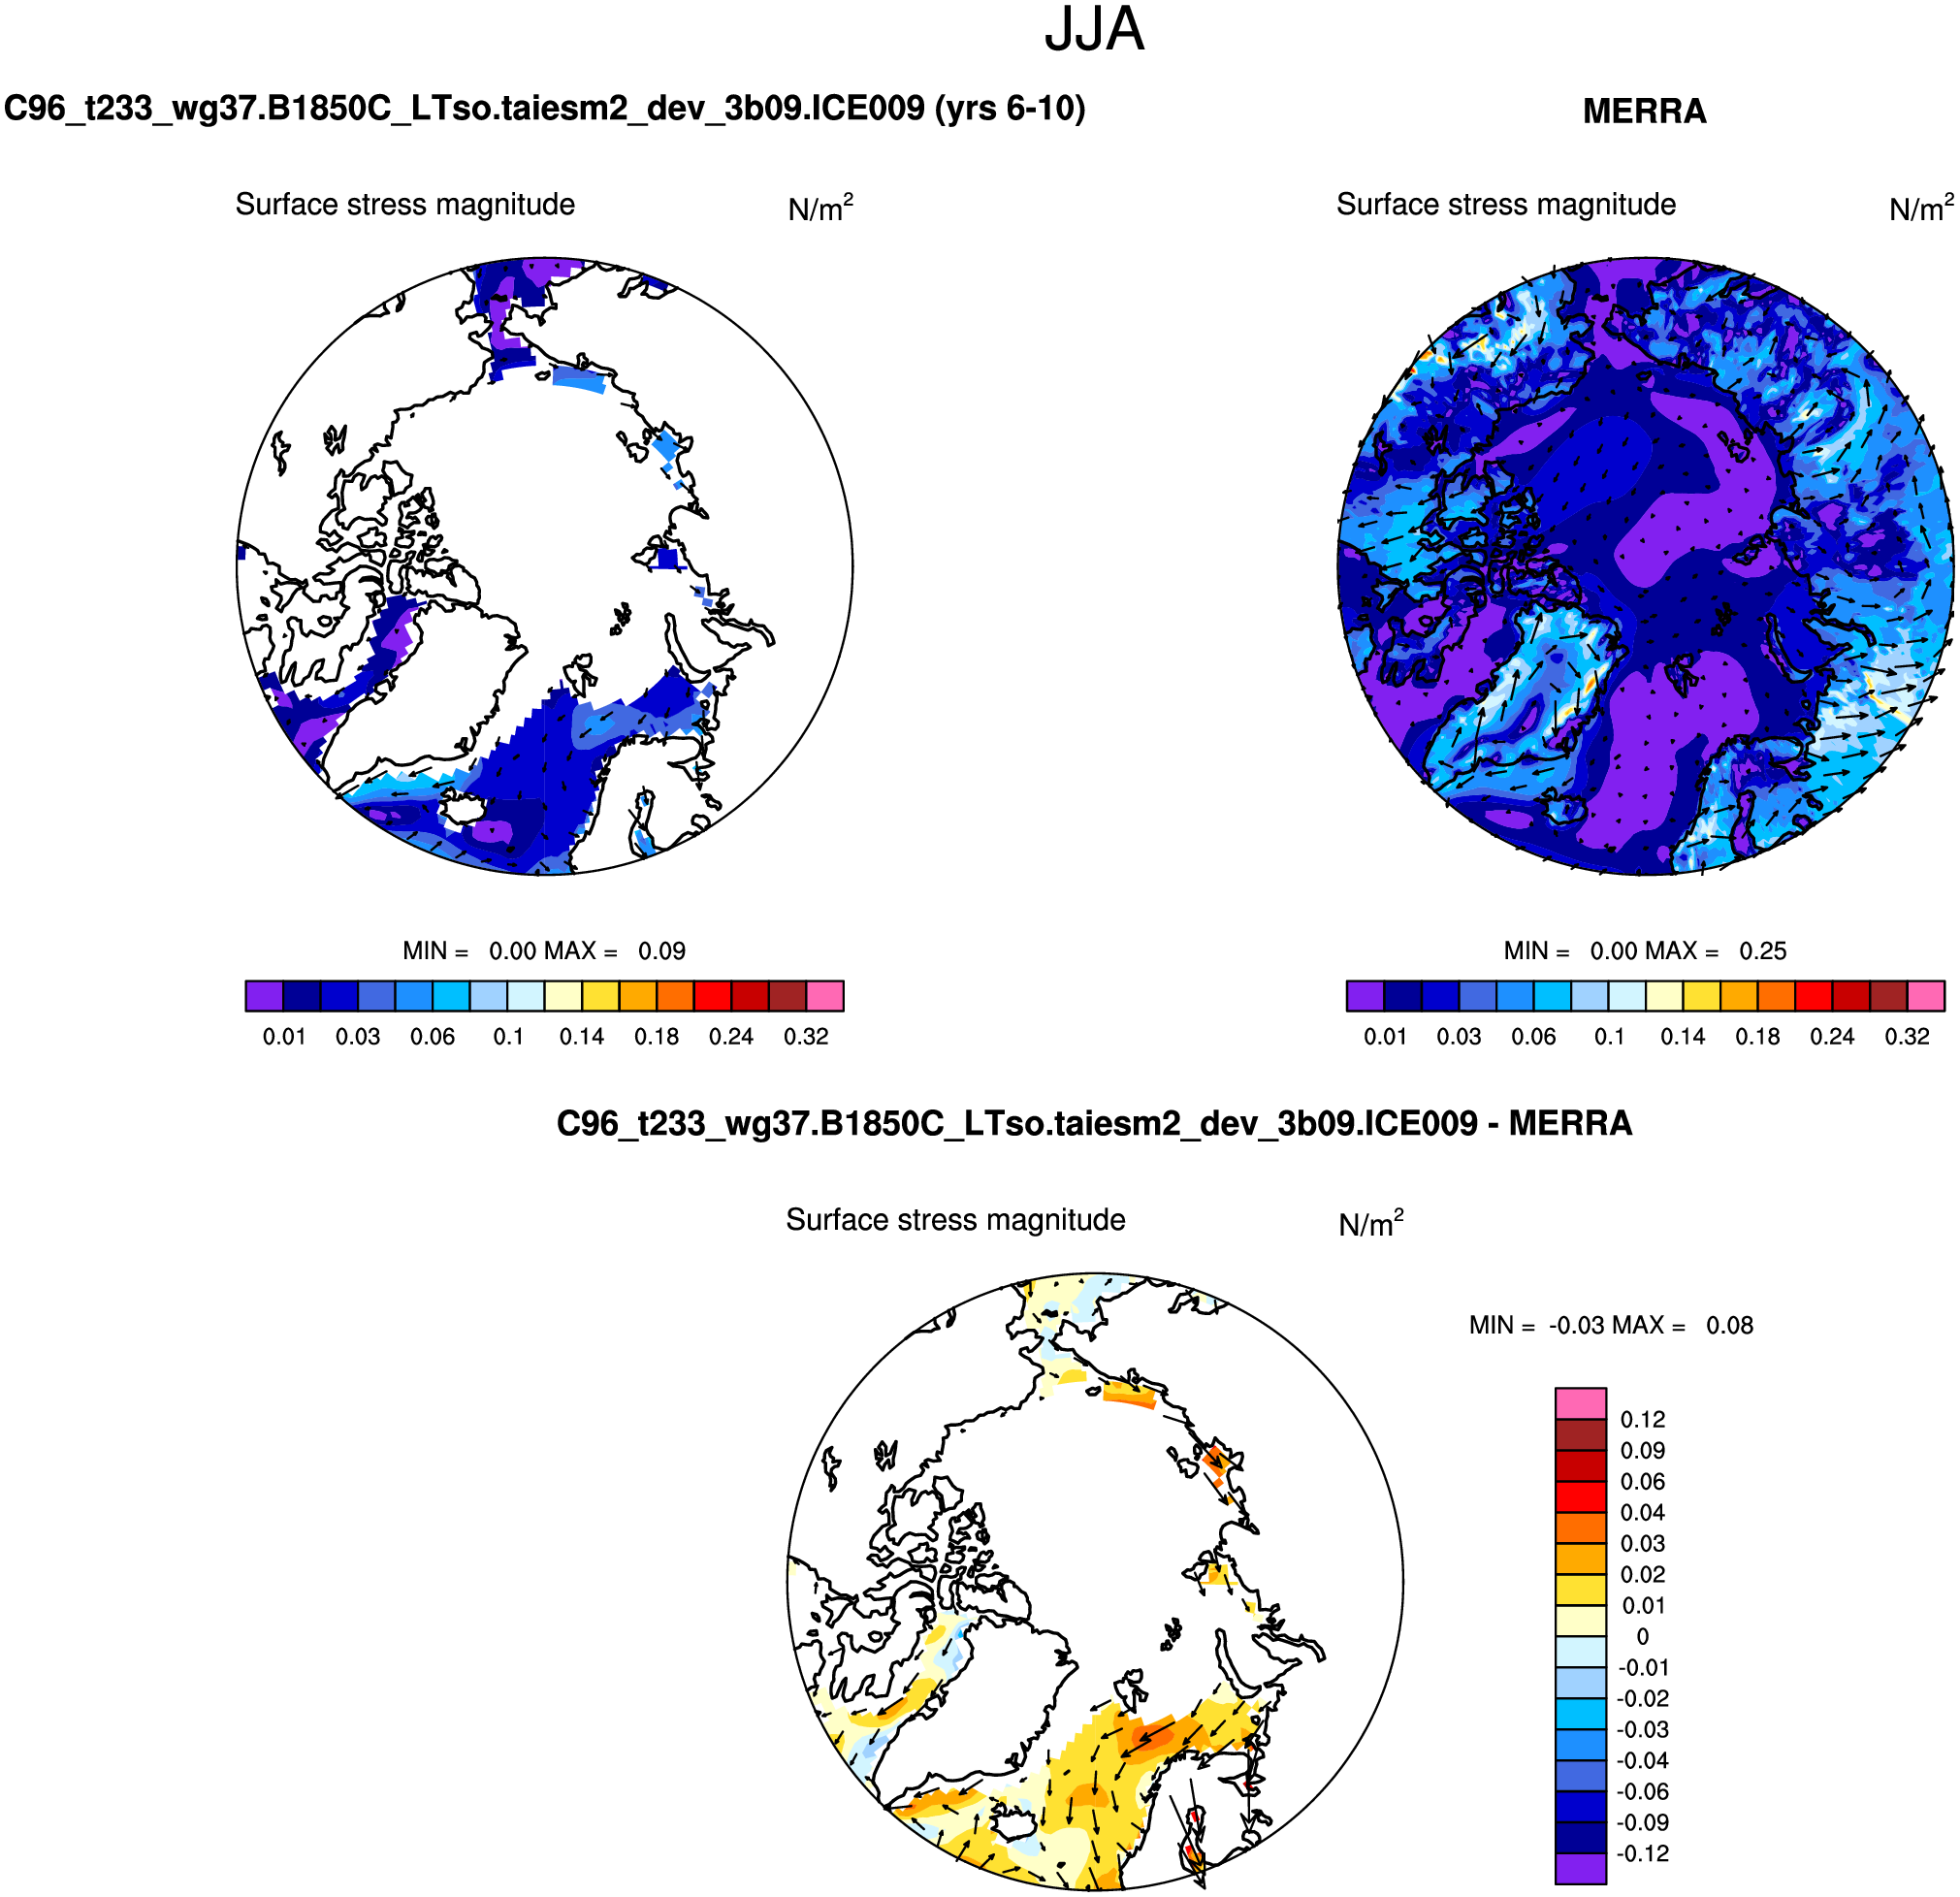 JJA
C96_t233_wg37.B1850C_LTso.taiesm2_dev_3b09.ICE009 (yrs 6-10)
MERRA
Surface stress magnitude N/m2
Surface stress magnitude N/m2
MIN = 0.00 MAX = 0.09
MIN = 0.00 MAX = 0.25
0.01 0.03 0.06 0.1 0.14 0.18 0.24 0.32
0.01 0.03 0.06 0.1 0.14 0.18 0.24 0.32
C96_t233_wg37.B1850C_LTso.taiesm2_dev_3b09.ICE009 - MERRA
Surface stress magnitude N/m2
MIN = -0.03 MAX = 0.08
0.12
0.09
0.06
0.04
0.03
0.02
0.01
0
-0.01
-0.02
-0.03
-0.04
-0.06
-0.09
-0.12